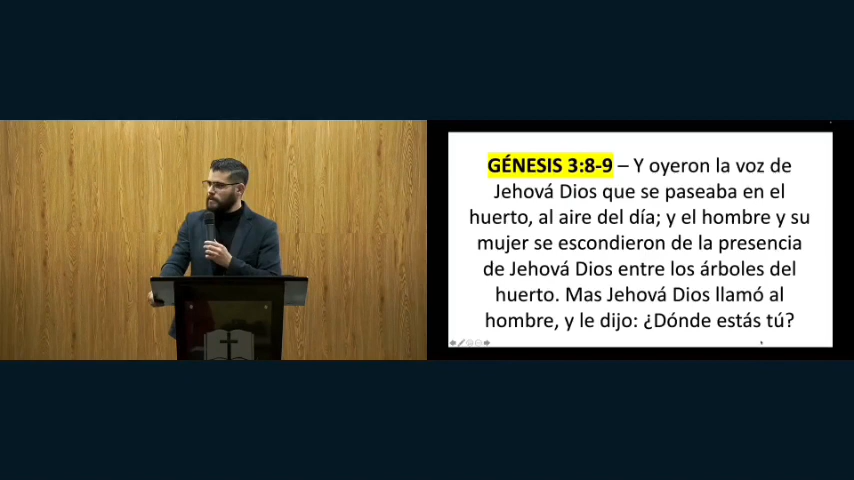 GÉNESIS 3:8-9 – Y oyeron la voz de
Jehová Dios que se paseaba en el
huerto, al aire del día; y el hombre y su
mujer se escondieron de la presencia
de Jehová Dios entre los árboles del
huerto. Mas Jehová Dios llamó al
hombre, y le dijo: ¿Dónde estás tú?